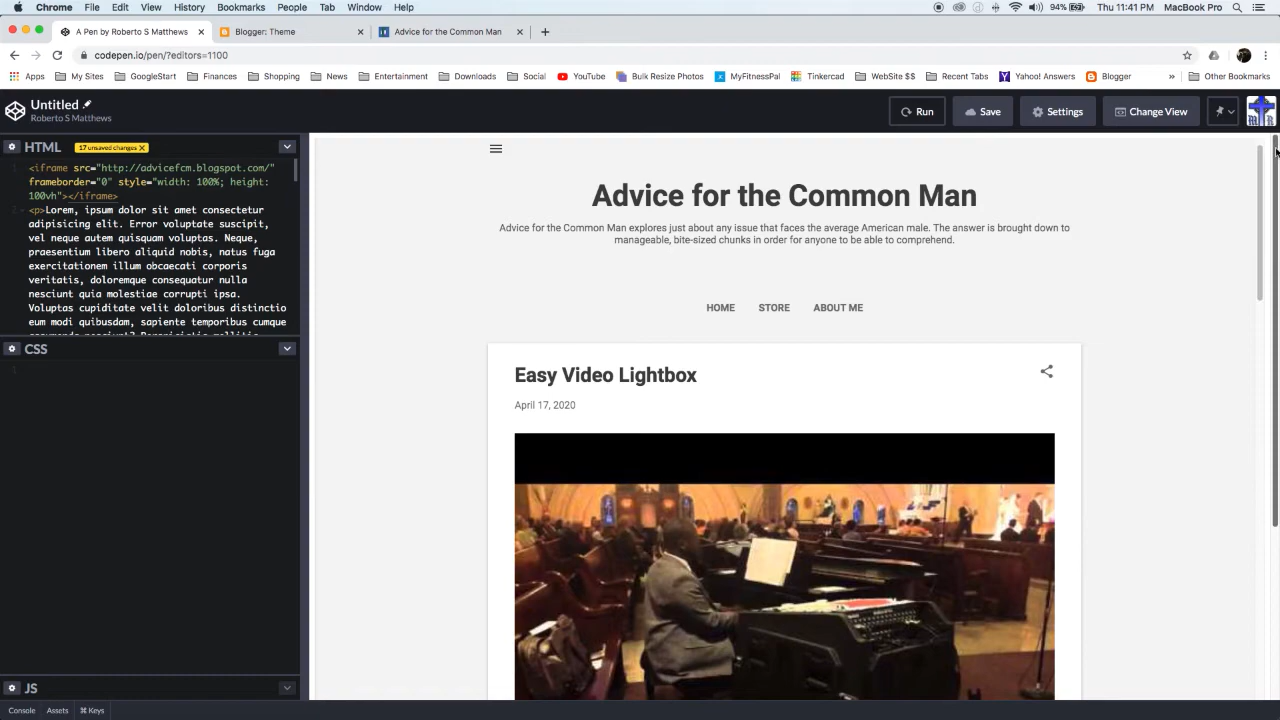 Chrome File Edit View History Bookmarks People Tab Window Help 94% Thu 11:41 PM MacBook Pro
A Pen by Roberto S Matthews Blogger: Theme Advice for the Common Man
codepen.io/pen/?editors=1100
Apps My Sites GoogleStart Finances Shopping News Entertainment Downloads Social YouTube Bulk Resize Photos MyFitnessPal Tinkercad WebSite $$ Recent Tabs Yahoo! Answers Blogger » Other Bookmarks
Untitled
Roberto S Matthews
Run Save Settings Change View
HTML 17 unsaved changes X
1 <iframe src="http://advicefcm.blogspot.com/"
frameborder="0" style="width: 100%; height:
100vh"></iframe>
2 <p>Lorem, ipsum dolor sit amet consectetur
adipisicing elit. Error voluptate suscipit,
vel neque autem quisquam voluptas. Neque,
praesentium libero aliquid nobis, natus fuga
exercitationem illum obcaecati corporis
veritatis, doloremque consequatur nulla
nesciunt quia molestiae corrupti ipsa.
Voluptas cupiditate velit doloribus distinctio
eum modi quibusdam, sapiente temporibus cumque
CSS
1
JS
Console Assets ⌘ Keys
Advice for the Common Man
Advice for the Common Man explores just about any issue that faces the average American male. The answer is brought down to
manageable, bite-sized chunks in order for anyone to be able to comprehend.
HOME STORE ABOUT ME
Easy Video Lightbox
April 17, 2020